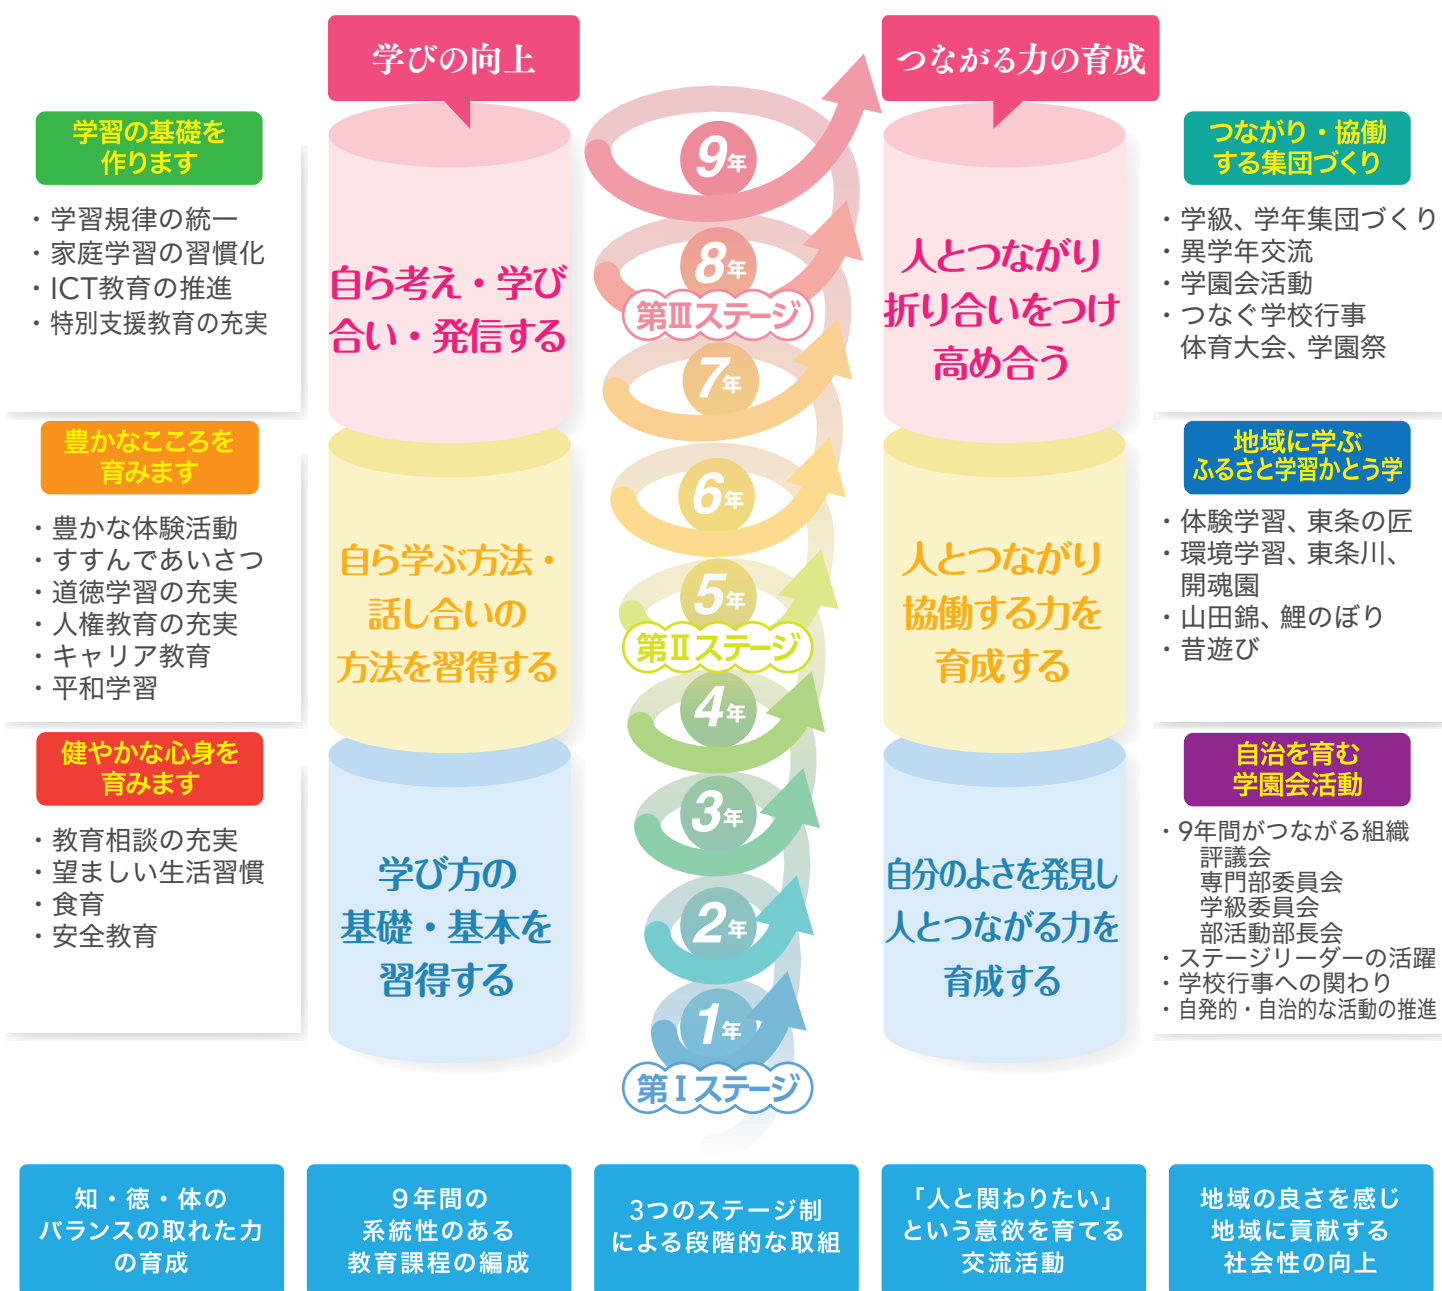 学びの向上
つながる力の育成
学習の基礎を
作ります
・学習規律の統一
・家庭学習の習慣化
・ICT教育の推進
・特別支援教育の充実
豊かなこころを
育みます
・豊かな体験活動
・すすんであいさつ
・道徳学習の充実
・人権教育の充実
・キャリア教育
・平和学習
健やかな心身を
育みます
・教育相談の充実
・望ましい生活習慣
・食育
・安全教育
自ら考え・学び
合い・発信する
自ら学ぶ方法・
話し合いの
方法を習得する
学び方の
基礎・基本を
習得する
9年
8年
第Ⅲステージ
7年
6年
5年
第Ⅱステージ
4年
3年
2年
1年
第Ⅰステージ
人とつながり
折り合いをつけ
高め合う
人とつながり
協働する力を
育成する
自分のよさを発見し
人とつながる力を
育成する
つながり・協働
する集団づくり
・学級、学年集団づくり
・異学年交流
・学園会活動
・つなぐ学校行事
体育大会、学園祭
地域に学ぶ
ふるさと学習かとう学
・体験学習、東条の匠
・環境学習、東条川、
開魂園
・山田錦、鯉のぼり
・昔遊び
自治を育む
学園会活動
・9年間がつながる組織
評議会
専門部委員会
学級委員会
部活動部長会
・ステージリーダーの活躍
・学校行事への関わり
・自発的・自治的な活動の推進
知・徳・体の
バランスの取れた力
の育成
9年間の
系統性のある
教育課程の編成
3つのステージ制
による段階的な取組
「人と関わりたい」
という意欲を育てる
交流活動
地域の良さを感じ
地域に貢献する
社会性の向上